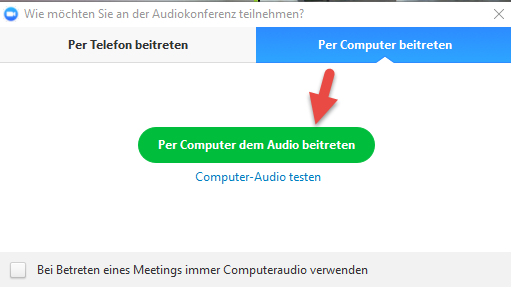 Wie möchten Sie an der Audiokonferenz teilnehmen?
Per Telefon beitreten
Per Computer beitreten
Per Computer dem Audio beitreten
Computer-Audio testen
Bei Betreten eines Meetings immer Computeraudio verwenden